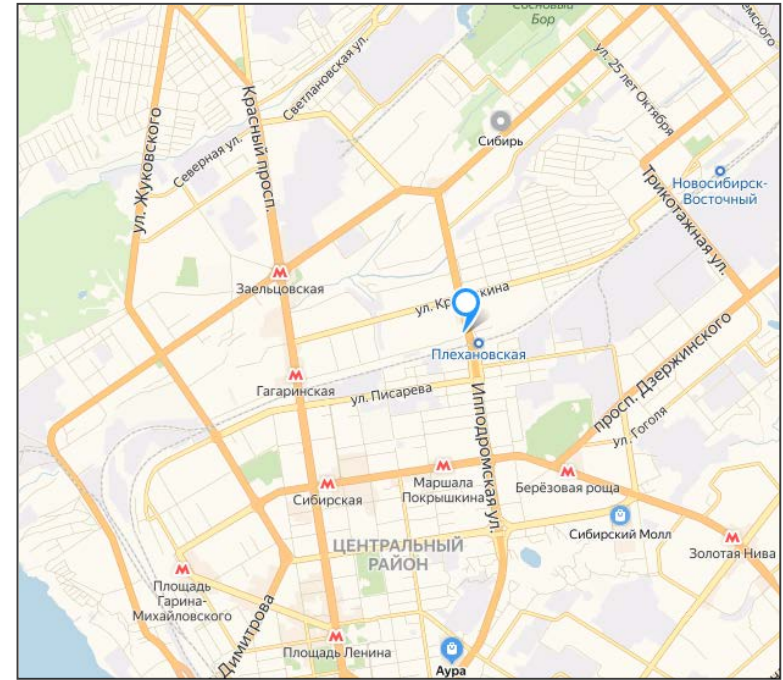 Сосновый
Бор
ул. 25 лет Октября
Светлановская ул.
Сибирь
Северная ул.
Красный просп.
ул. Жуковского
Новосибирск-
Восточный
Трикотажная ул.
Заельцовская
Плехановская
Гагаринская
ул. Писарева
просп. Дзержинского
ул. Гоголя
Ипподромская ул.
Маршала
Покрышкина
Берёзовая роща
Сибирская
Сибирский Молл
ЦЕНТРАЛЬНЫЙ
РАЙОН
Золотая Нива
Площадь
Гарина-
Михайловского
Димитрова
Площадь Ленина
Аура